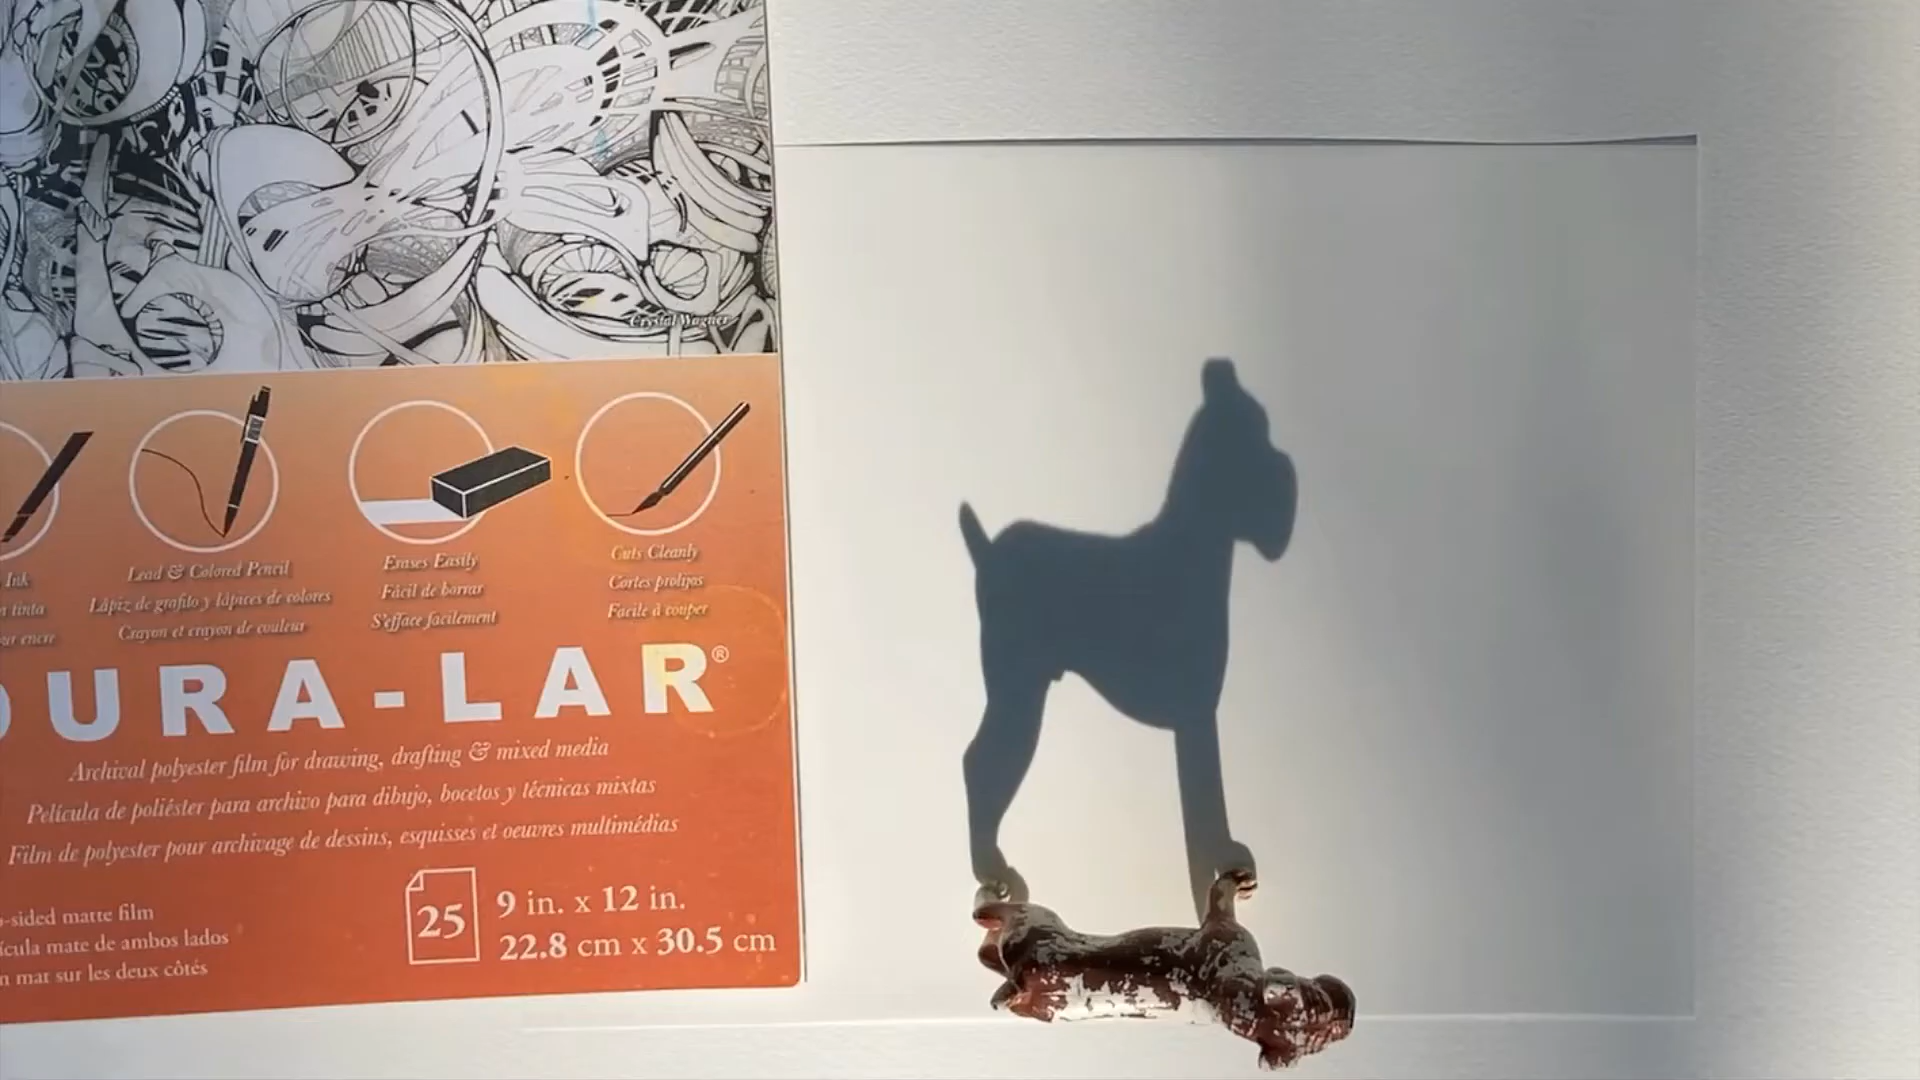 Crystal Wagner
Ink
Lead & Colored Pencil
Erases Easily
Cuts Cleanly
tinta
Lápiz de grafilo y lápices de colores
Fácil de borrar
Cortes prolijos
encre
Crayon et crayon de couleur
S'efface facilement
Facile à couper
URA-LAR®
Archival polyester film for drawing, drafting & mixed media
Película de poliéster para archivo para dibujo, bocetos y técnicas mixtas
Film de polyester pour archivage de dessins, esquisses et oeuvres multimédias
25
9 in. x 12 in.
22.8 cm x 30.5 cm
-sided matte film
ícula mate de ambos lados
mat sur les deux côtés